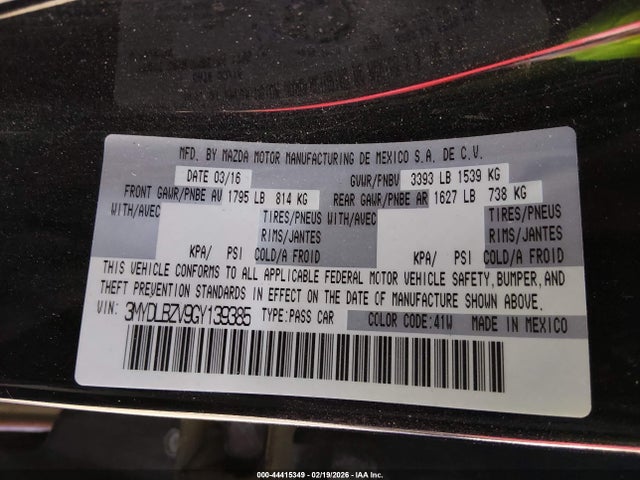 MFD. BY MAZDA MOTOR MANUFACTURING DE MEXICO S.A. DE C.V.
DATE 03/16 GVWR/PNBV 3393 LB 1539 KG
FRONT GAWR/PNBE AV 1795 LB 814 KG REAR GAWR/PNBE AR 1627 LB 738 KG
WITH/AVEC TIRES/PNEUS WITH/AVEC TIRES/PNEUS
RIMS/JANTES RIMS/JANTES
KPA/ PSI COLD/A FROID KPA/ PSI COLD/A FROID
THIS VEHICLE CONFORMS TO ALL APPLICABLE FEDERAL MOTOR VEHICLE SAFETY, BUMPER, AND
THEFT PREVENTION STANDARDS IN EFFECT ON THE DATE OF MANUFACTURE SHOWN ABOVE.
VIN: 3MYDLBZV9GY139385 TYPE:PASS CAR COLOR CODE:41W MADE IN MEXICO
000-44415349 - 02/19/2026 - IAA Inc.